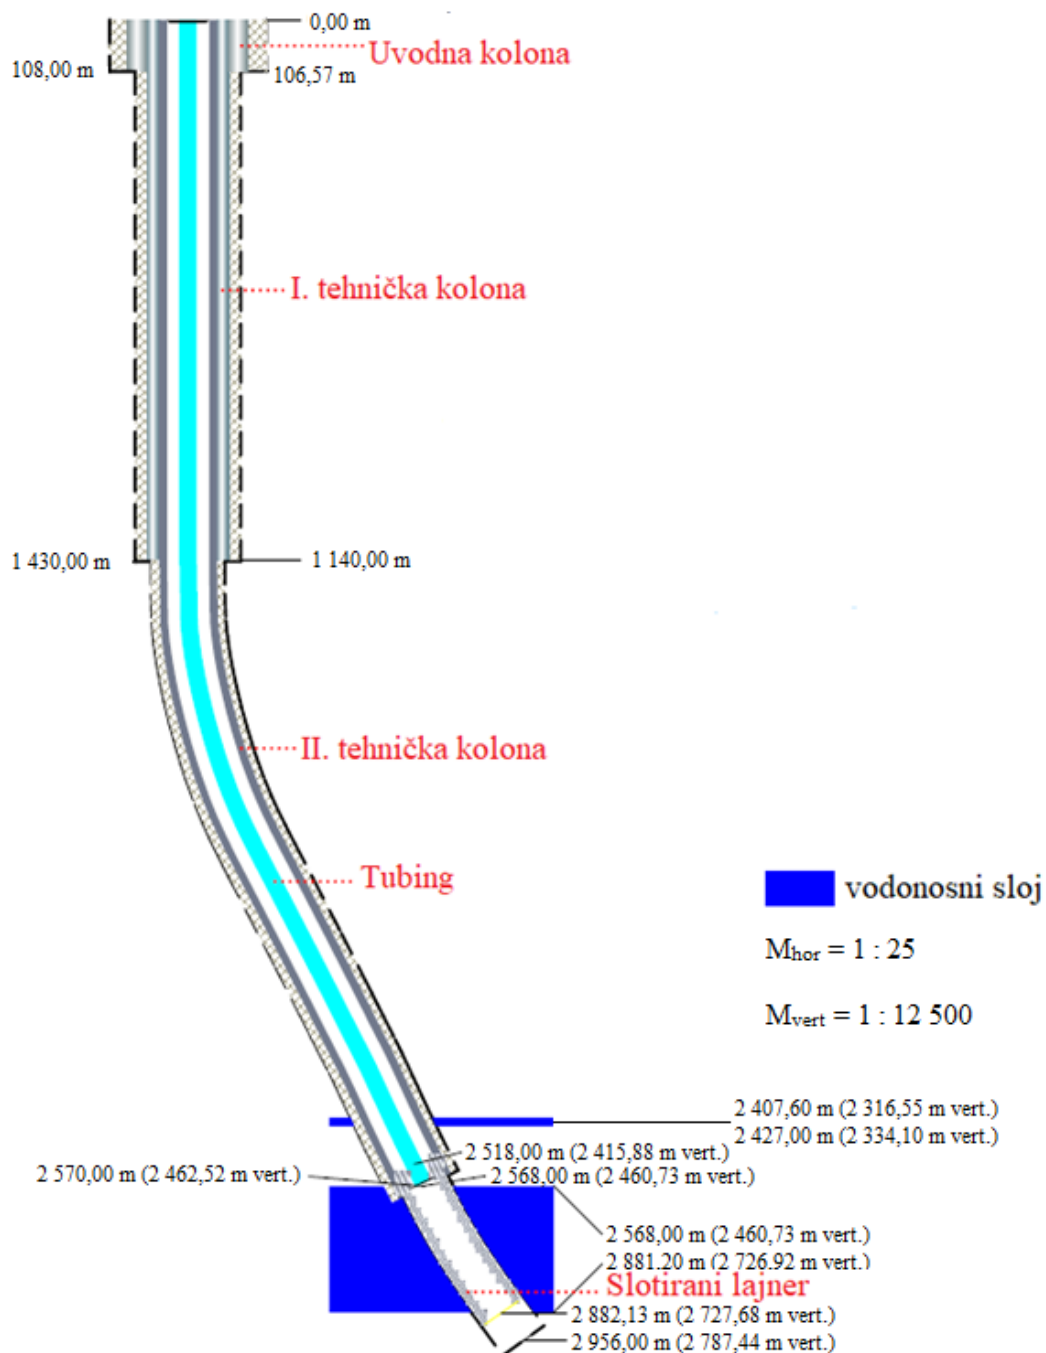 0,00 m
Uvodna kolona
108,00 m
106,57 m
I. tehnička kolona
1 430,00 m
1 140,00 m
II. tehnička kolona
Tubing
vodonosni sloj
Mhor = 1 : 25
Mvert = 1 : 12 500
2 407,60 m (2 316,55 m vert.)
2 427,00 m (2 334,10 m vert.)
2 518,00 m (2 415,88 m vert.)
2 570,00 m (2 462,52 m vert.)
2 568,00 m (2 460,73 m vert.)
2 568,00 m (2 460,73 m vert.)
2 881,20 m (2 726,92 m vert.)
Slotirani lajner
2 882,13 m (2 727,68 m vert.)
2 956,00 m (2 787,44 m vert.)